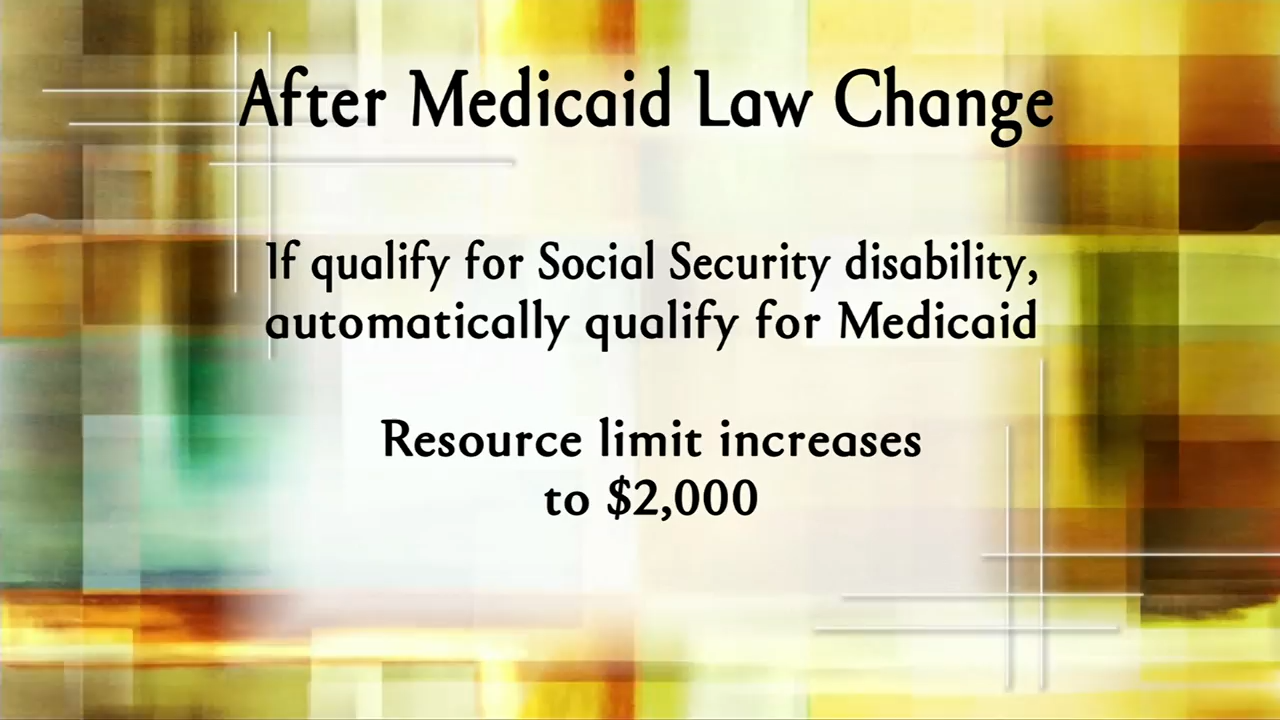 After Medicaid Law Change
If qualify for Social Security disability,
automatically qualify for Medicaid
Resource limit increases
to $2,000